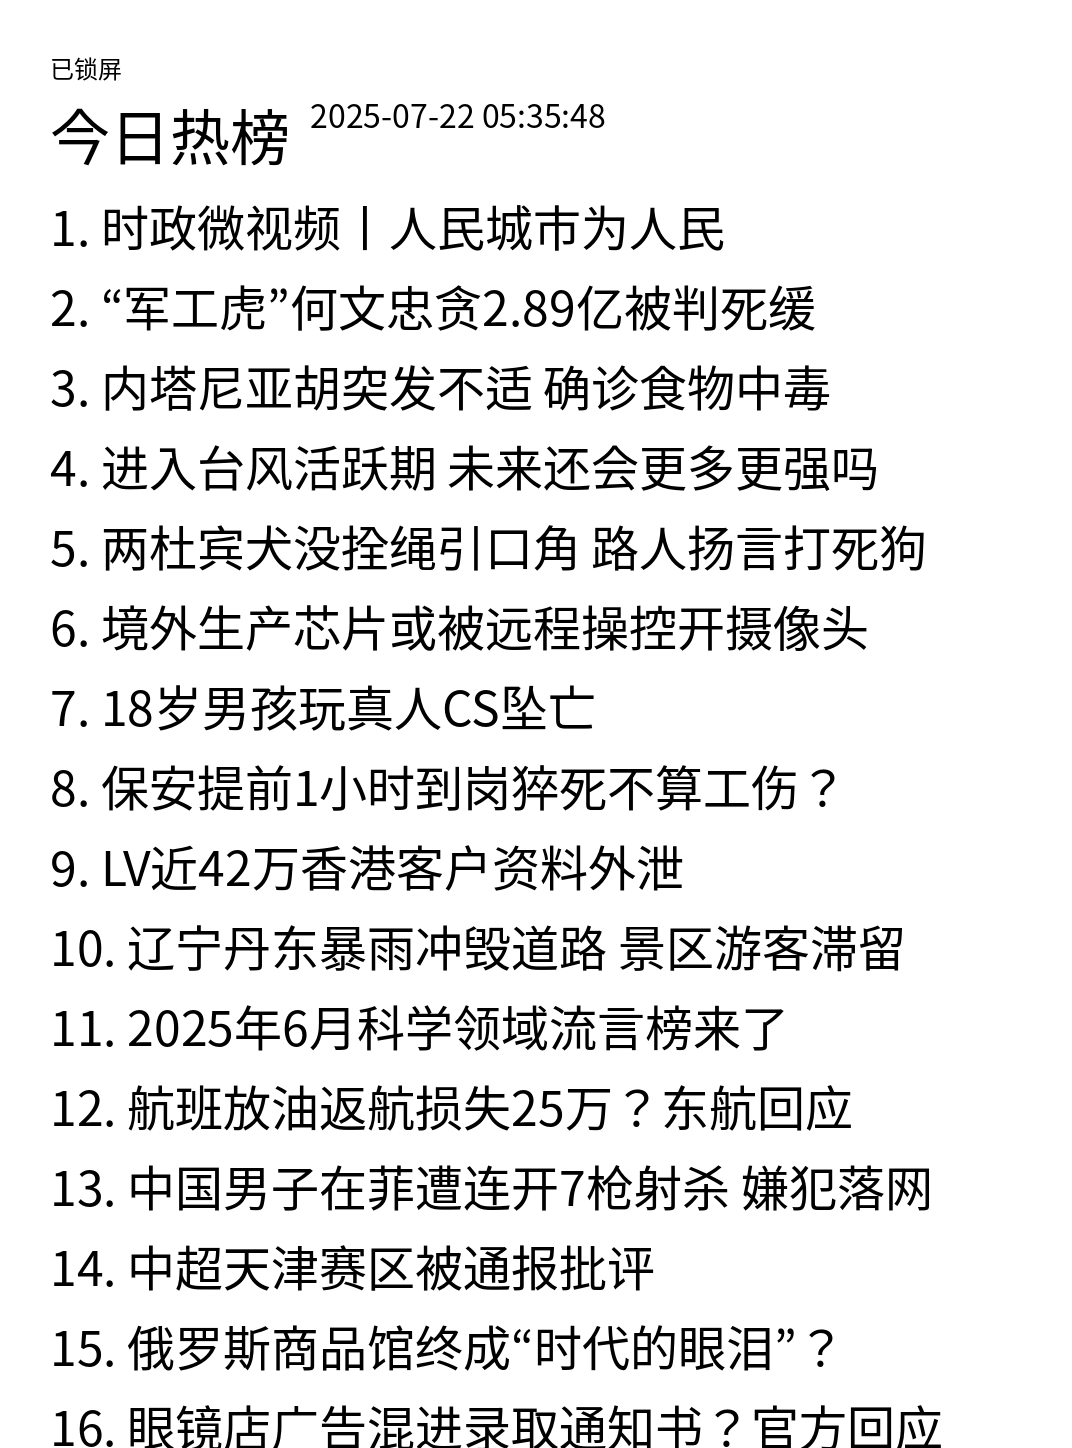 已锁屏
今日热榜 2025-07-22 05:35:48
1. 时政微视频丨人民城市为人民
2. “军工虎”何文忠贪2.89亿被判死缓
3. 内塔尼亚胡突发不适 确诊食物中毒
4. 进入台风活跃期 未来还会更多更强吗
5. 两杜宾犬没拴绳引口角 路人扬言打死狗
6. 境外生产芯片或被远程操控开摄像头
7. 18岁男孩玩真人CS坠亡
8. 保安提前1小时到岗猝死不算工伤？
9. LV近42万香港客户资料外泄
10. 辽宁丹东暴雨冲毁道路 景区游客滞留
11. 2025年6月科学领域流言榜来了
12. 航班放油返航损失25万？东航回应
13. 中国男子在菲遭连开7枪射杀 嫌犯落网
14. 中超天津赛区被通报批评
15. 俄罗斯商品馆终成“时代的眼泪”？
16. 眼镜店广告混进录取通知书？官方回应